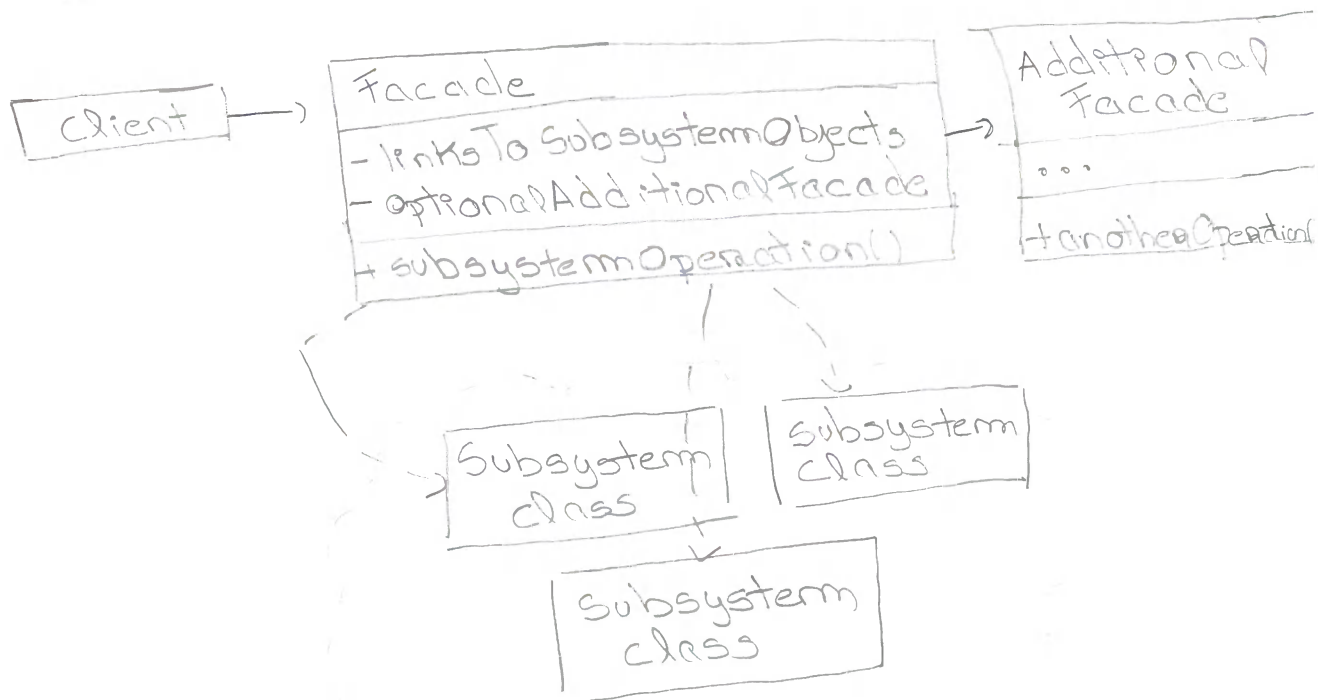 Client
Facade
- linksToSubsystemObjects
- optionalAdditionalFacade
+ subsystemOperation()
Additional
Facade
...
+anotherOperation(
Subsystem
class
Subsystem
class
Subsystem
class